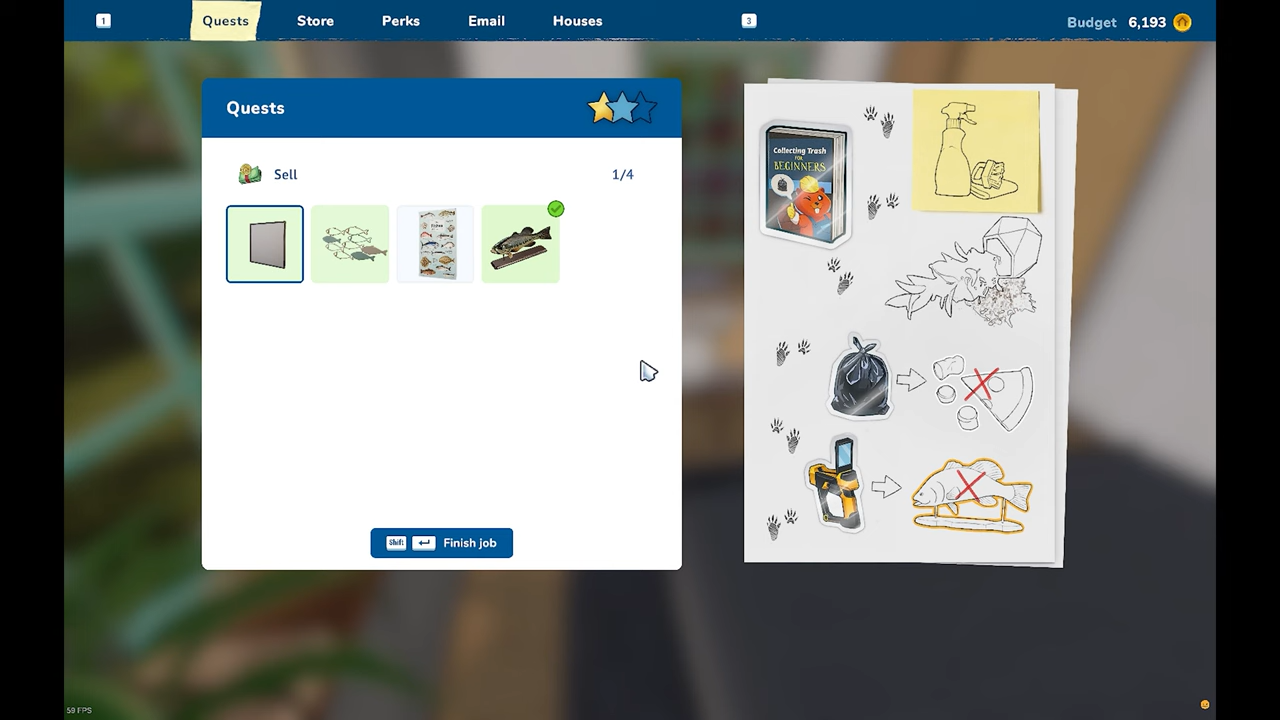 1 Quests Store Perks Email Houses 3 Budget 6,193
Quests
Sell 1/4
Collecting Trash
FOR
BEGINNERS
Shift Finish job
59 FPS